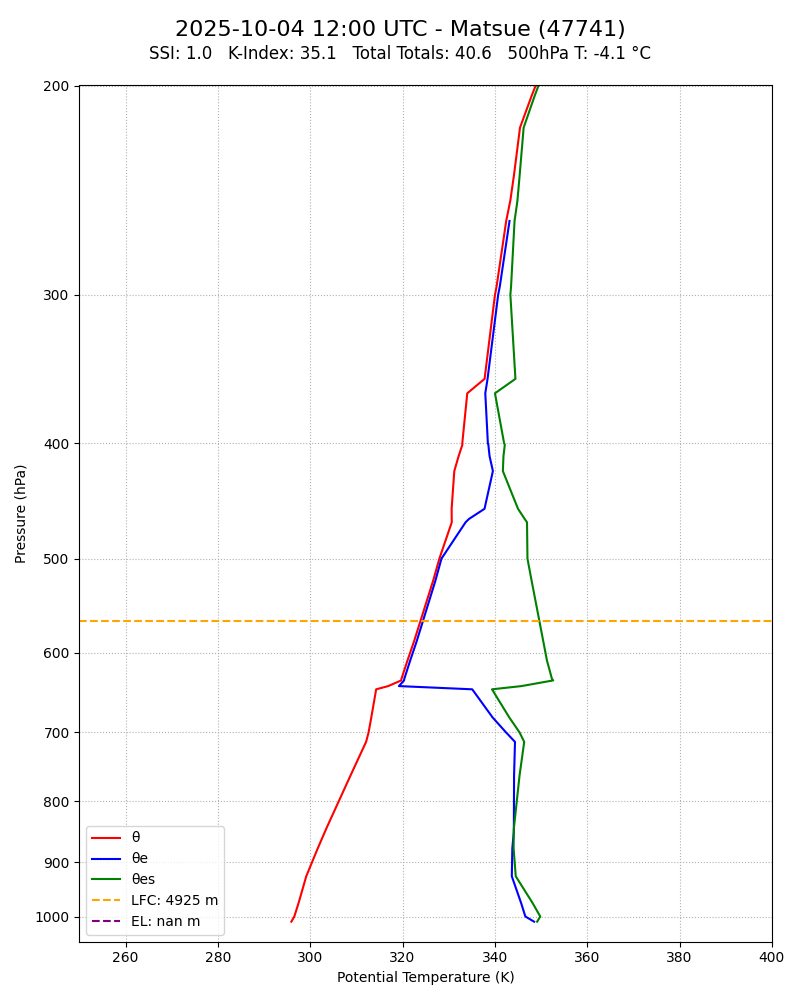 2025-10-04 12:00 UTC - Matsue (47741)
SSI: 1.0 K-Index: 35.1 Total Totals: 40.6 500hPa T: -4.1 °C
200
300
400
500
600
700
800
900
1000
Pressure (hPa)
θ
θe
θes
LFC: 4925 m
EL: nan m
260 280 300 320 340 360 380 400
Potential Temperature (K)